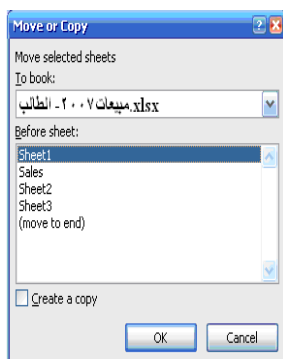 Move or Copy
Move selected sheets
To book:
مبيعات ٢٠٠٧ - الطالب.xlsx
Before sheet:
Sheet1
Sales
Sheet2
Sheet3
(move to end)
Create a copy
OK
Cancel